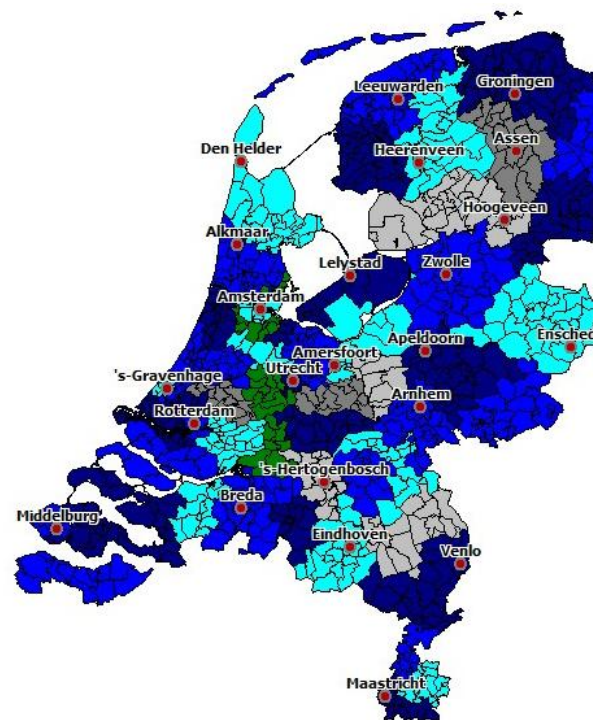 Leeuwarden
Groningen
Assen
Den Helder
Heerenveen
Hoogeveen
Alkmaar
Lelystad
Zwolle
Amsterdam
Ensched
Amersfoort
Apeldoorn
's-Gravenhage
Utrecht
Arnhem
Rotterdam
's-Hertogenbosch
Middelburg
Breda
Eindhoven
Venlo
Maastricht